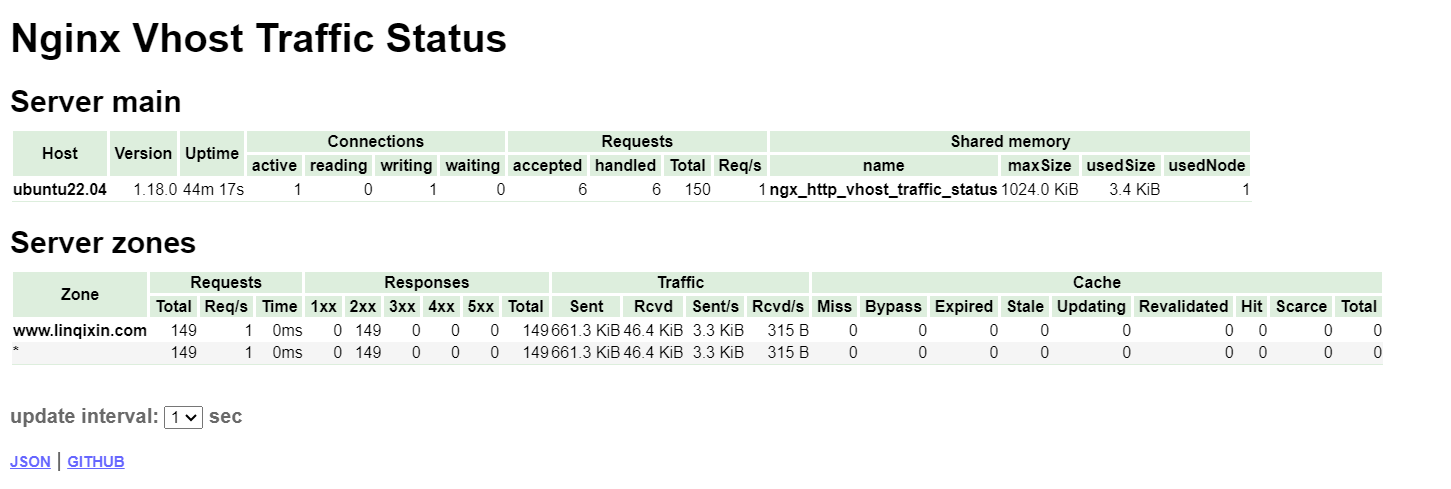 Nginx Vhost Traffic Status
Server main
Host Version Uptime Connections Requests Shared memory
active reading writing waiting accepted handled Total Req/s name maxSize usedSize usedNode
ubuntu22.04 1.18.0 44m 17s 1 0 1 0 6 6 150 1 ngx_http_vhost_traffic_status 1024.0 KiB 3.4 KiB 1
Server zones
Zone Requests Responses Traffic Cache
Total Req/s Time 1xx 2xx 3xx 4xx 5xx Total Sent Rcvd Sent/s Rcvd/s Miss Bypass Expired Stale Updating Revalidated Hit Scarce Total
www.linqixin.com 149 1 0ms 0 149 0 0 0 149 661.3 KiB 46.4 KiB 3.3 KiB 315 B 0 0 0 0 0 0 0 0 0
* 149 1 0ms 0 149 0 0 0 149 661.3 KiB 46.4 KiB 3.3 KiB 315 B 0 0 0 0 0 0 0 0 0
update interval: 1 sec
JSON | GITHUB